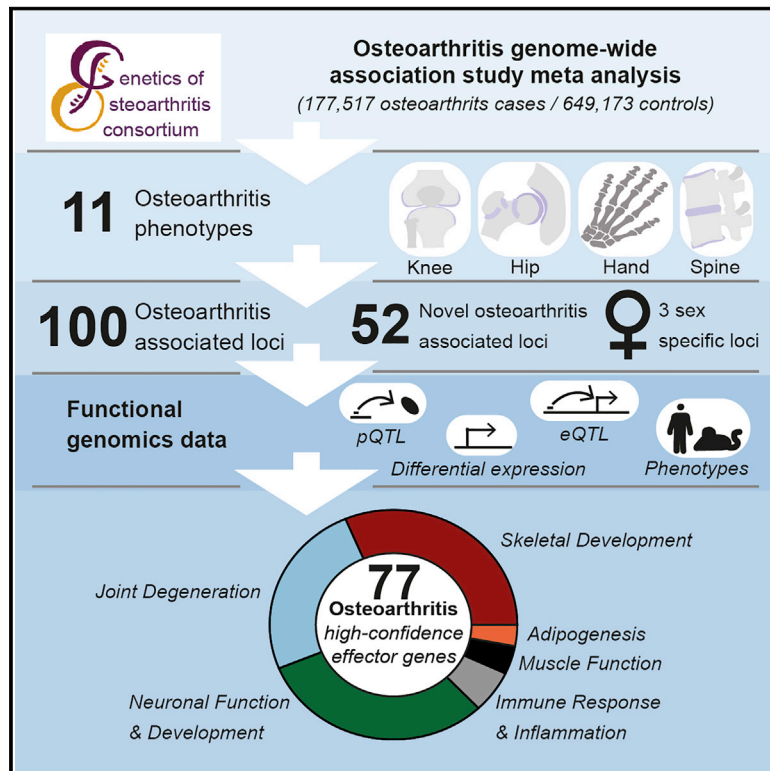 Genetics of
Osteoarthritis
consortium
Osteoarthritis genome-wide
association study meta analysis
(177,517 osteoarthrits cases / 649,173 controls)
11
Osteoarthritis
phenotypes
Knee
Hip
Hand
Spine
100
Osteoarthritis
associated loci
52
Novel osteoarthritis
associated loci
3 sex
specific loci
Functional
genomics data
pQTL
Differential expression
eQTL
Phenotypes
Skeletal Development
Joint Degeneration
77
Osteoarthritis
high-confidence
effector genes
Adipogenesis
Muscle Function
Neuronal Function
& Development
Immune Response
& Inflammation